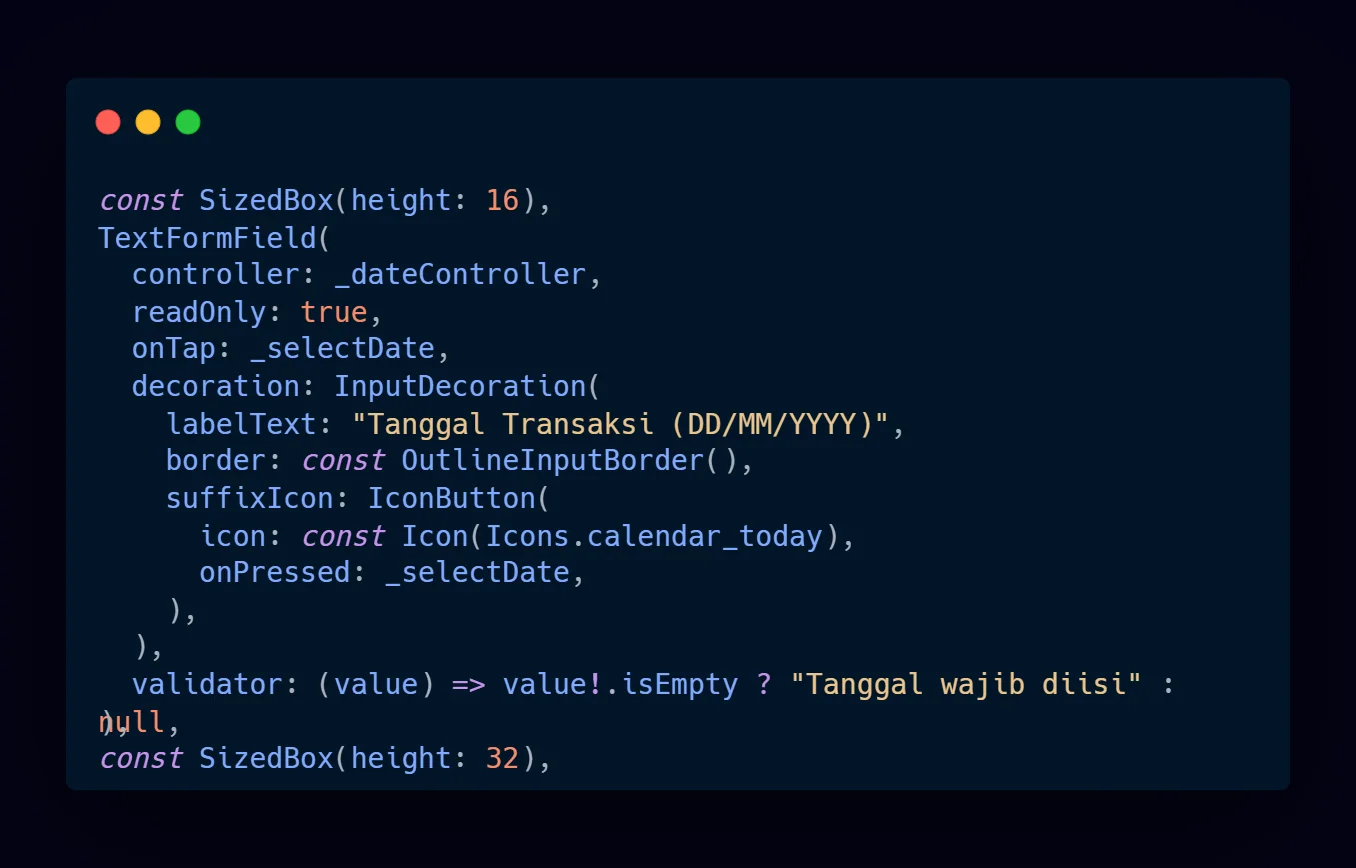 const SizedBox(height: 16),
TextFormField(
  controller: _dateController,
  readOnly: true,
  onTap: _selectDate,
  decoration: InputDecoration(
    labelText: "Tanggal Transaksi (DD/MM/YYYY)",
    border: const OutlineInputBorder(),
    suffixIcon: IconButton(
      icon: const Icon(Icons.calendar_today),
      onPressed: _selectDate,
    ),
  ),
  validator: (value) => value!.isEmpty ? "Tanggal wajib diisi" :
null,
),
const SizedBox(height: 32),